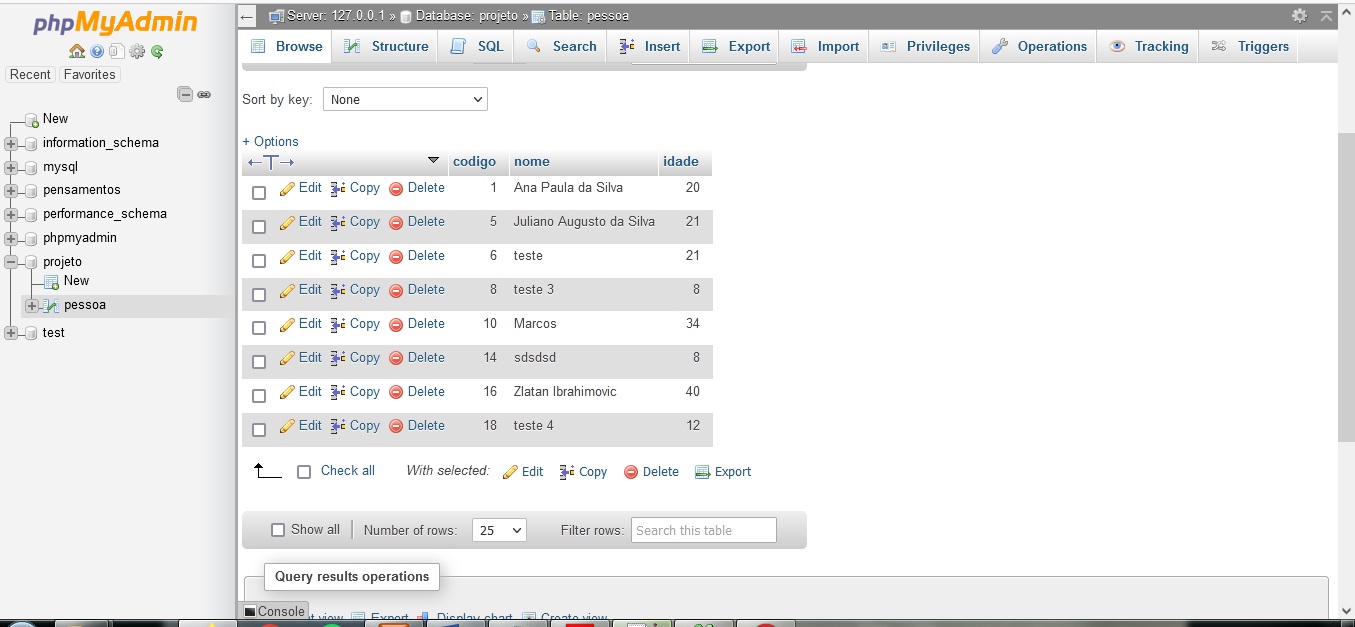 phpMyAdmin
Recent Favorites
New
information_schema
mysql
pensamentos
performance_schema
phpmyadmin
projeto
New
pessoa
test
Server: 127.0.0.1 » Database: projeto » Table: pessoa
Browse Structure SQL Search Insert Export Import Privileges Operations Tracking Triggers
Sort by key: None
+ Options
←T→ codigo nome idade
Edit Copy Delete 1 Ana Paula da Silva 20
Edit Copy Delete 5 Juliano Augusto da Silva 21
Edit Copy Delete 6 teste 21
Edit Copy Delete 8 teste 3 8
Edit Copy Delete 10 Marcos 34
Edit Copy Delete 14 sdsdsd 8
Edit Copy Delete 16 Zlatan Ibrahimovic 40
Edit Copy Delete 18 teste 4 12
Check all With selected: Edit Copy Delete Export
Show all Number of rows: 25 Filter rows: Search this table
Query results operations
Console
view Export Display chart Create view